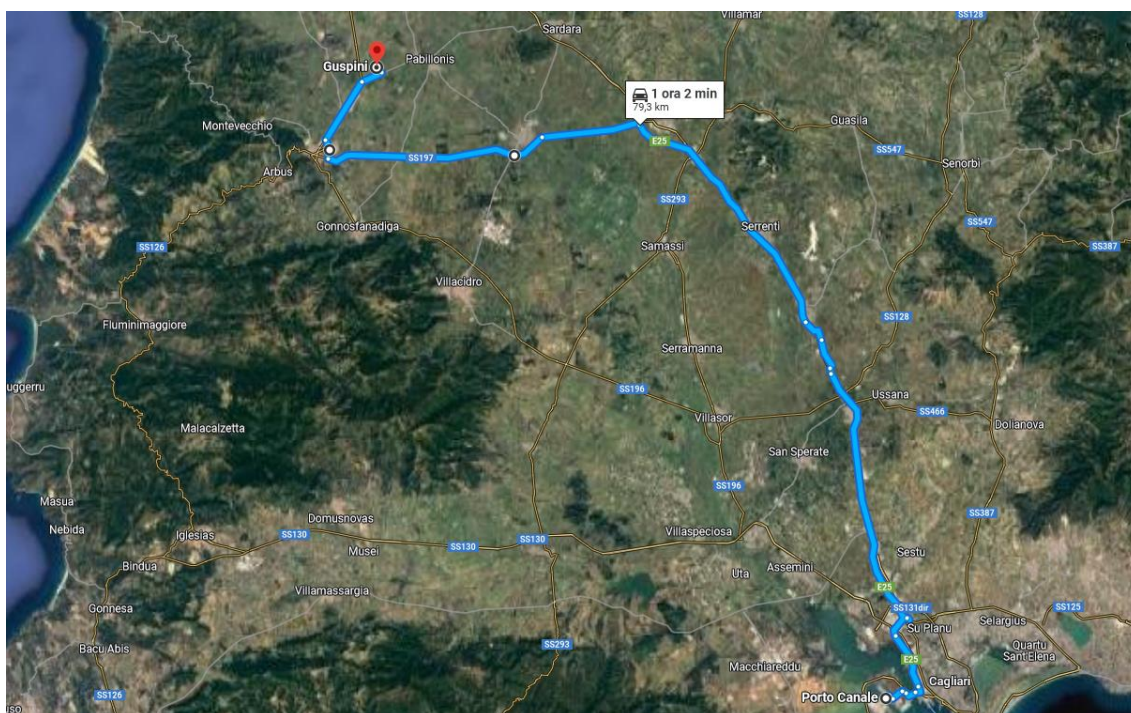 Villamar
SS128
Sardara
Pabillonis
Guspini
1 ora 2 min
79,3 km
Montevecchio
Guasila
E25
SS547
Senorbi
SS197
Arbus
SS293
SS547
Gonnosfanadiga
Serrenti
SS126
Samassi
SS387
Villacidro
SS128
Fluminimaggiore
Serramanna
uggerru
SS196
Ussana
SS466
Malacalzetta
Villasor
Dolianova
San Sperate
SS196
Masua
Nebida
Domusnovas
SS387
Iglesias
SS130
Musei
SS130
SS130
Villaspeciosa
Sestu
Bindua
Uta
Assemini
E25
Villamassargia
Gonnesa
SS131dir
SS125
Su Planu
Selargius
Bacu Abis
SS293
Quartu
Sant'Elena
E25
Macchiareddu
Cagliari
SS126
Porto Canale
uso